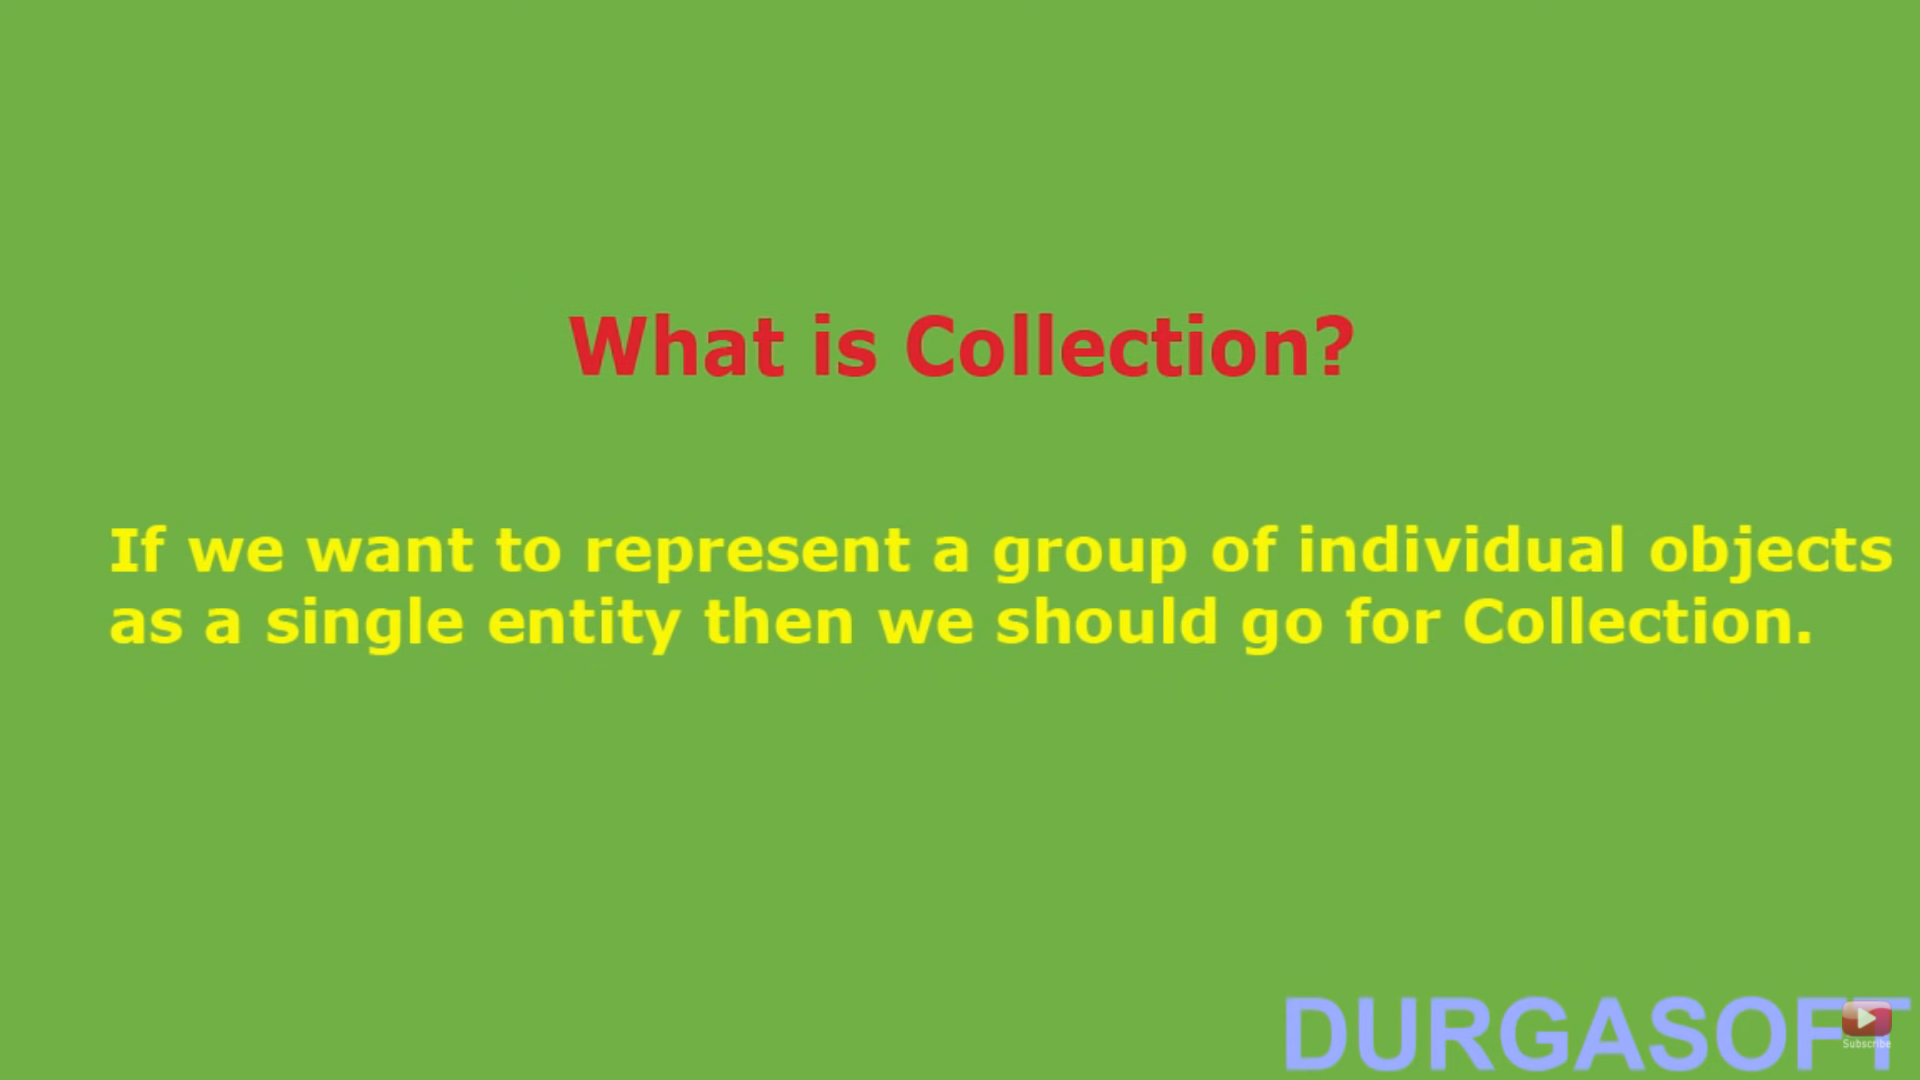 What is Collection?
If we want to represent a group of individual objects
as a single entity then we should go for Collection.
DURGASOFT
Subscribe